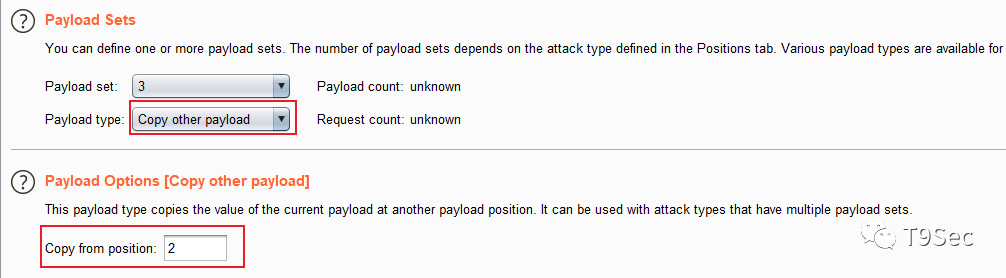 Payload Sets
You can define one or more payload sets. The number of payload sets depends on the attack type defined in the Positions tab. Various payload types are available for
Payload set: 3 Payload count: unknown
Payload type: Copy other payload Request count: unknown
Payload Options [Copy other payload]
This payload type copies the value of the current payload at another payload position. It can be used with attack types that have multiple payload sets.
Copy from position: 2
T9Sec